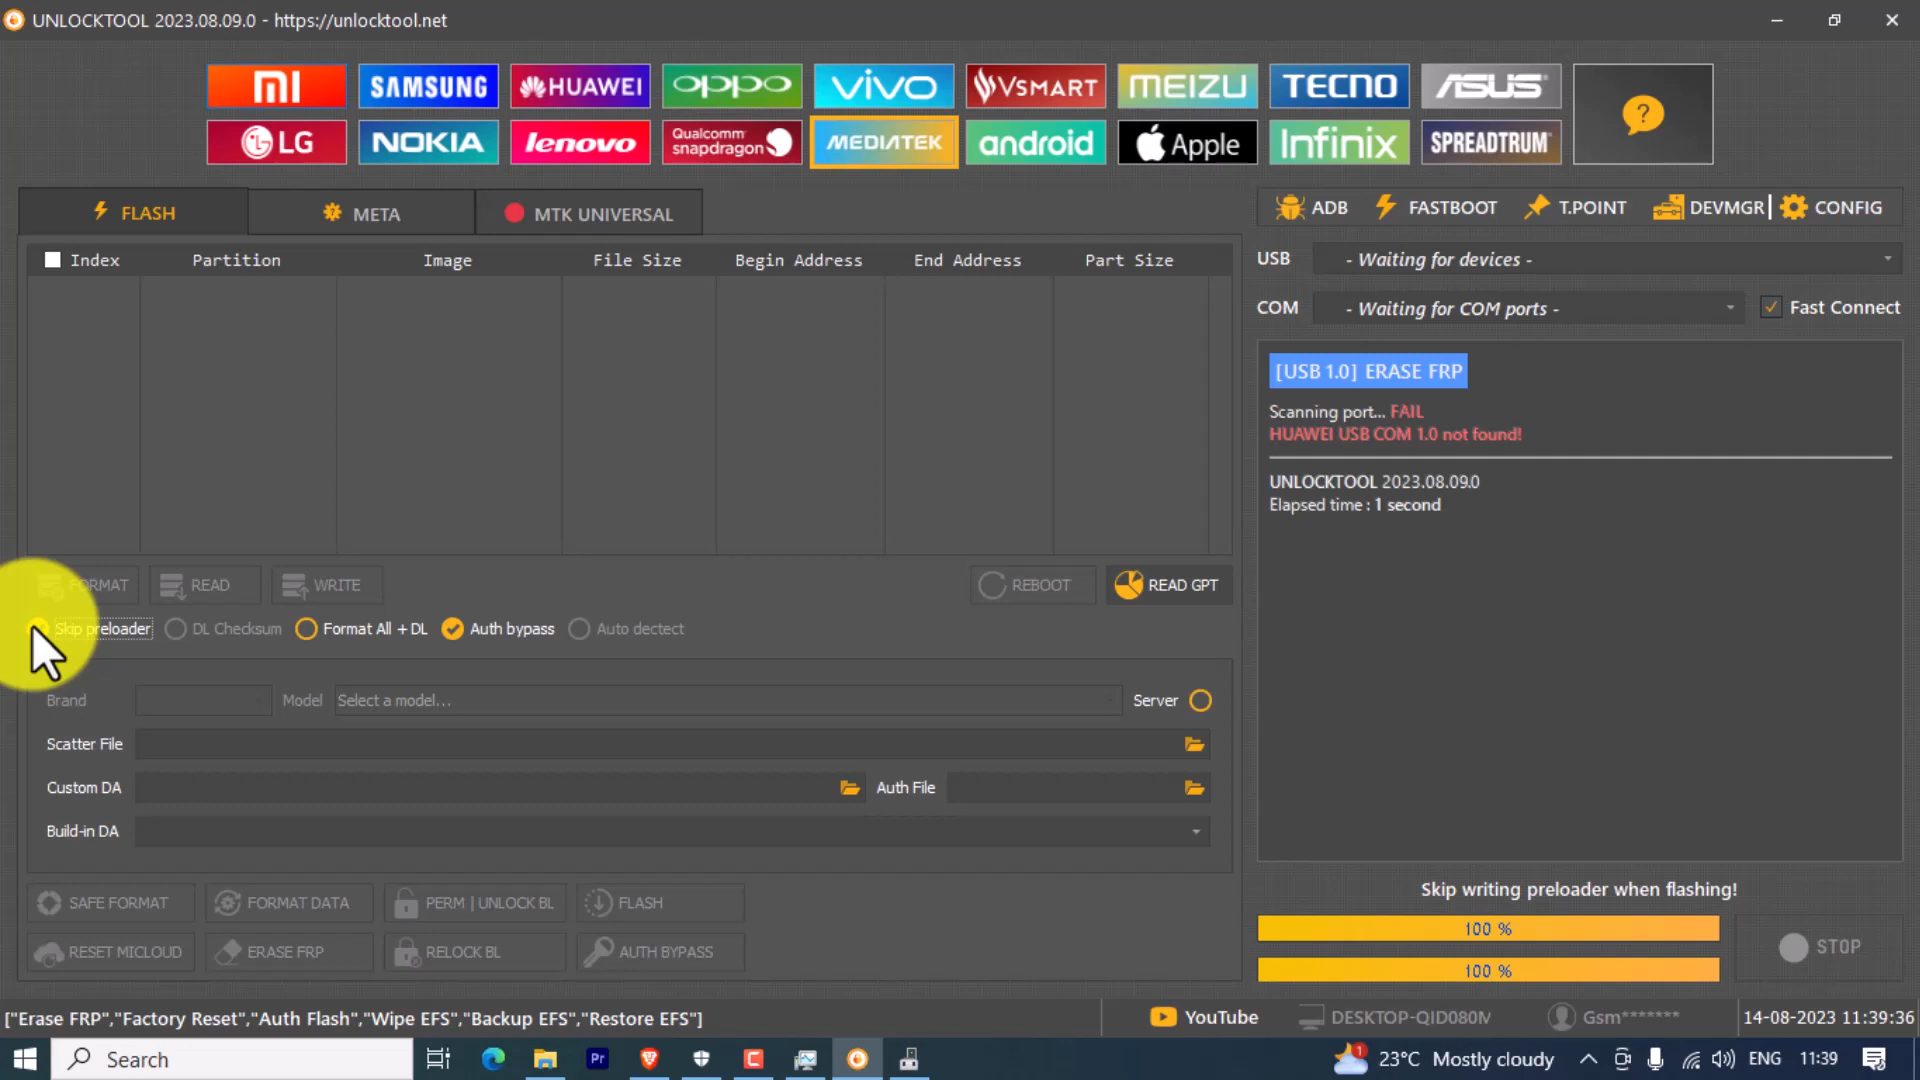 UNLOCKTOOL 2023.08.09.0 - https://unlocktool.net
MI SAMSUNG HUAWEI oppo vivo VSMART MEIZU TECNO ASUS
LG NOKIA lenovo Qualcomm snapdragon MEDIATEK android Apple Infinix SPREADTRUM
?
FLASH META MTK UNIVERSAL
ADB FASTBOOT T.POINT DEVMGR CONFIG
Index Partition Image File Size Begin Address End Address Part Size
USB - Waiting for devices -
COM - Waiting for COM ports - Fast Connect
[USB 1.0] ERASE FRP
Scanning port... FAIL
HUAWEI USB COM 1.0 not found!
UNLOCKTOOL 2023.08.09.0
Elapsed time : 1 second
FORMAT READ WRITE REBOOT READ GPT
Skip preloader DL Checksum Format All + DL Auth bypass Auto dectect
Brand Model Select a model... Server
Scatter File
Custom DA Auth File
Build-in DA
SAFE FORMAT FORMAT DATA PERM | UNLOCK BL FLASH
RESET MICLOUD ERASE FRP RELOCK BL AUTH BYPASS
Skip writing preloader when flashing!
100 %
100 %
STOP
["Erase FRP","Factory Reset","Auth Flash","Wipe EFS","Backup EFS","Restore EFS"]
YouTube DESKTOP-QID080M Gsm******* 14-08-2023 11:39:36
Search Pr C 1 23°C Mostly cloudy ENG 11:39